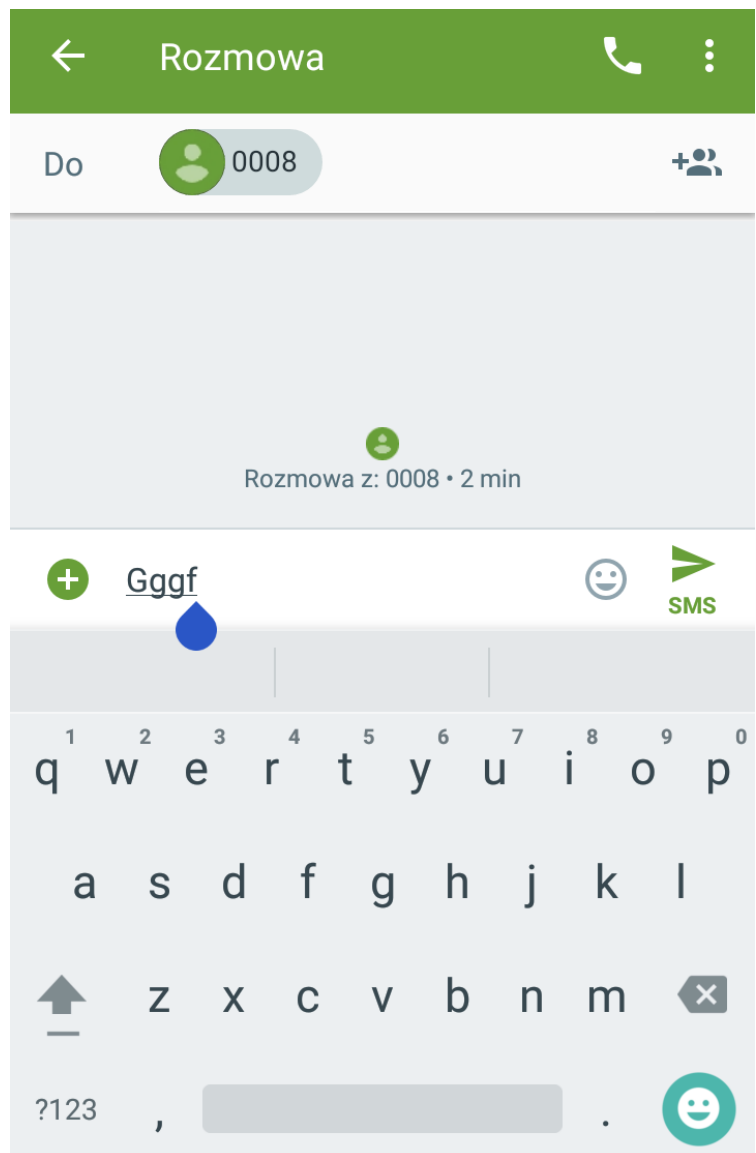 Rozmowa
Do 0008
Rozmowa z: 0008 • 2 min
Gggf
SMS
1 2 3 4 5 6 7 8 9 0
q w e r t y u i o p
a s d f g h j k l
z x c v b n m
?123 , .